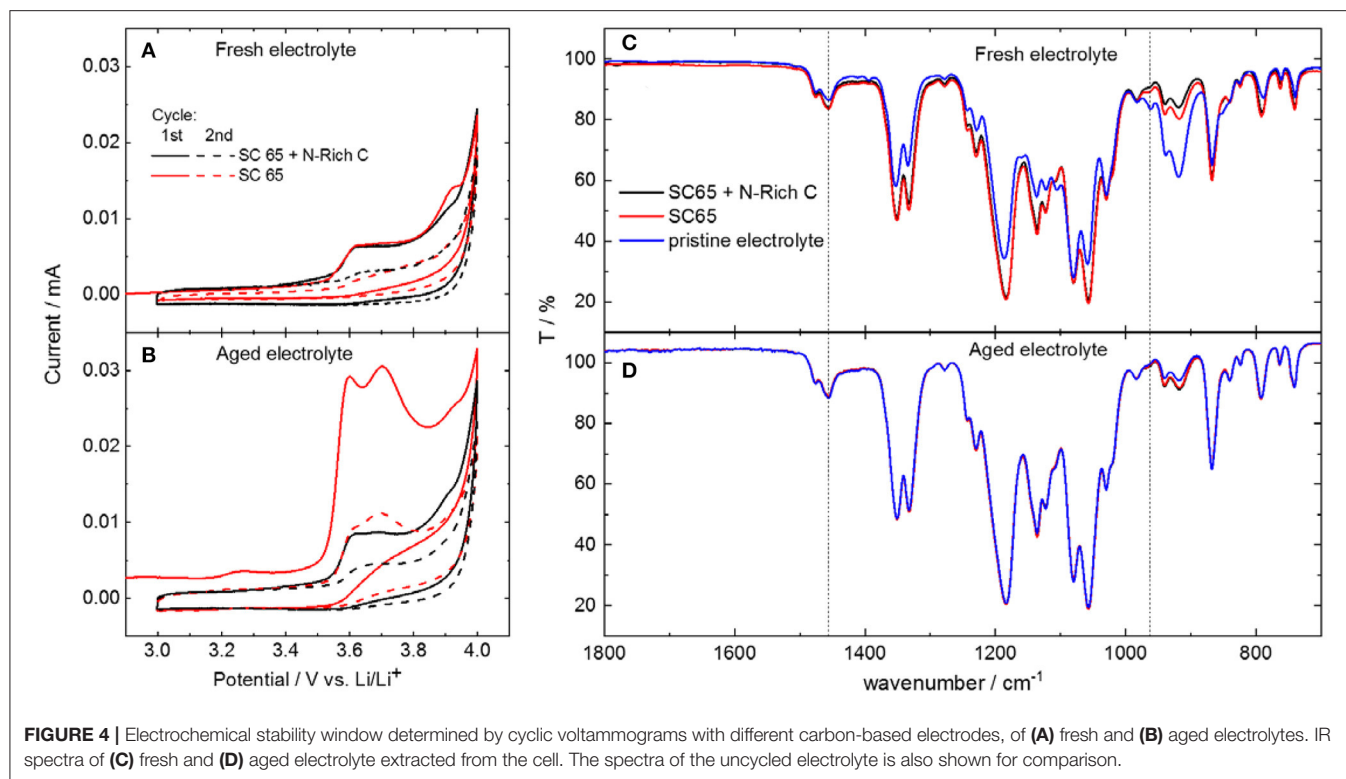 A
Fresh electrolyte
0.03
Cycle:
1st 2nd
SC 65 + N-Rich C
SC 65
0.02
0.01
0.00
B
Aged electrolyte
0.03
0.02
0.01
0.00
Current / mA
3.0 3.2 3.4 3.6 3.8 4.0
Potential / V vs. Li/Li⁺
C
Fresh electrolyte
100
80
60
40
20
SC65 + N-Rich C
SC65
pristine electrolyte
T / %
D
Aged electrolyte
100
80
60
40
20
1800 1600 1400 1200 1000 800
wavenumber / cm⁻¹
FIGURE 4 | Electrochemical stability window determined by cyclic voltammograms with different carbon-based electrodes, of (A) fresh and (B) aged electrolytes. IR
spectra of (C) fresh and (D) aged electrolyte extracted from the cell. The spectra of the uncycled electrolyte is also shown for comparison.